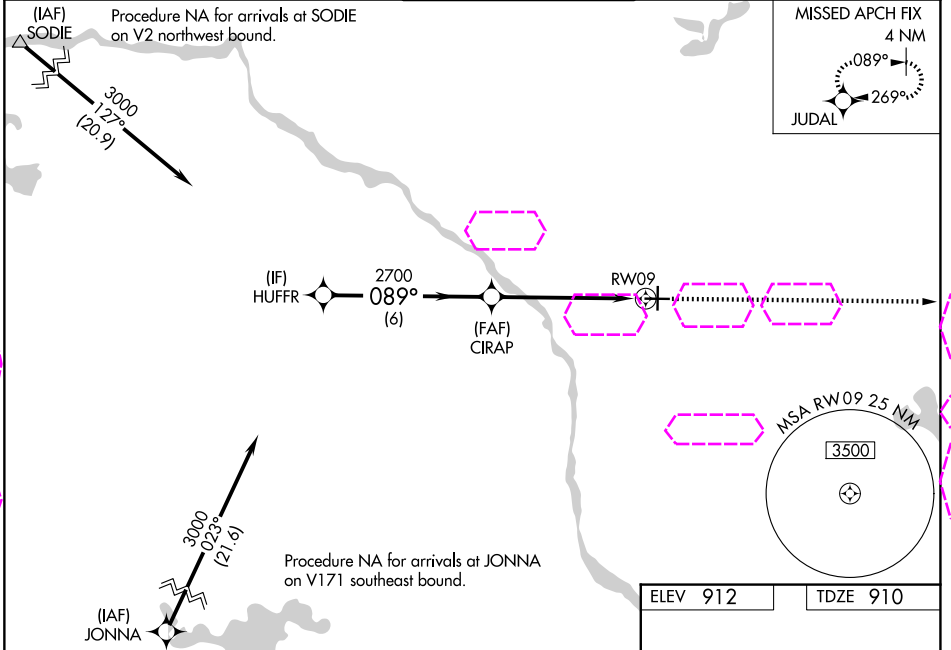 (IAF)
SODIE
Procedure NA for arrivals at SODIE
on V2 northwest bound.
3000
127°
(20.9)
MISSED APCH FIX
4 NM
089°
269°
JUDAL
(IF)
HUFFR
2700
089°
(6)
(FAF)
CIRAP
RW09
MSA RW09 25 NM
3500
3000
023°
(21.6)
Procedure NA for arrivals at JONNA
on V171 southeast bound.
(IAF)
JONNA
ELEV 912
TDZE 910